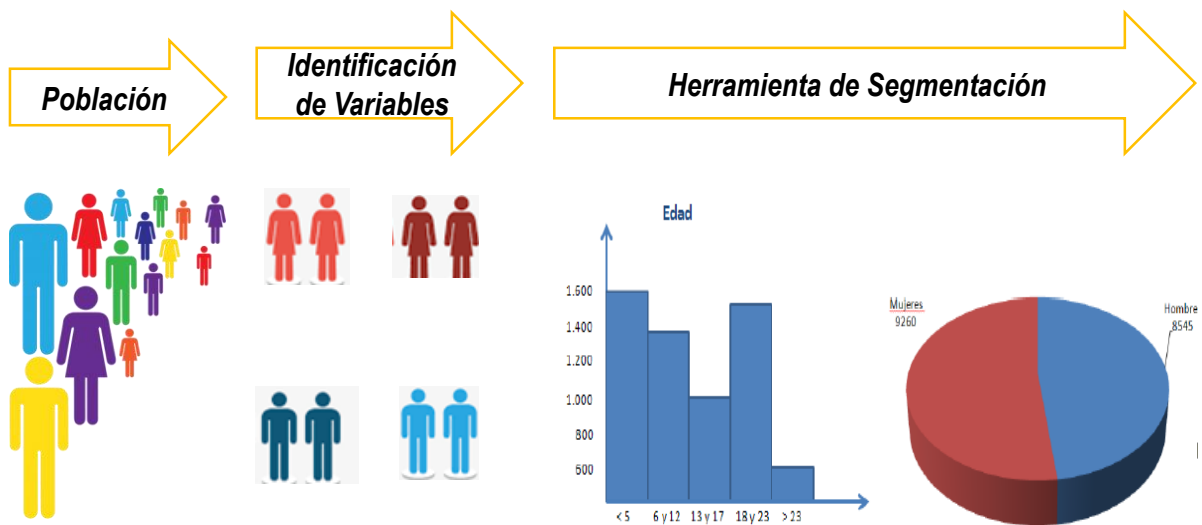 Población
Identificación
de Variables
Herramienta de Segmentación
Edad
1.600
1.400
1.200
1.000
800
600
< 5
6 y 12
13 y 17
18 y 23
> 23
Mujeres
9260
Hombre
8545